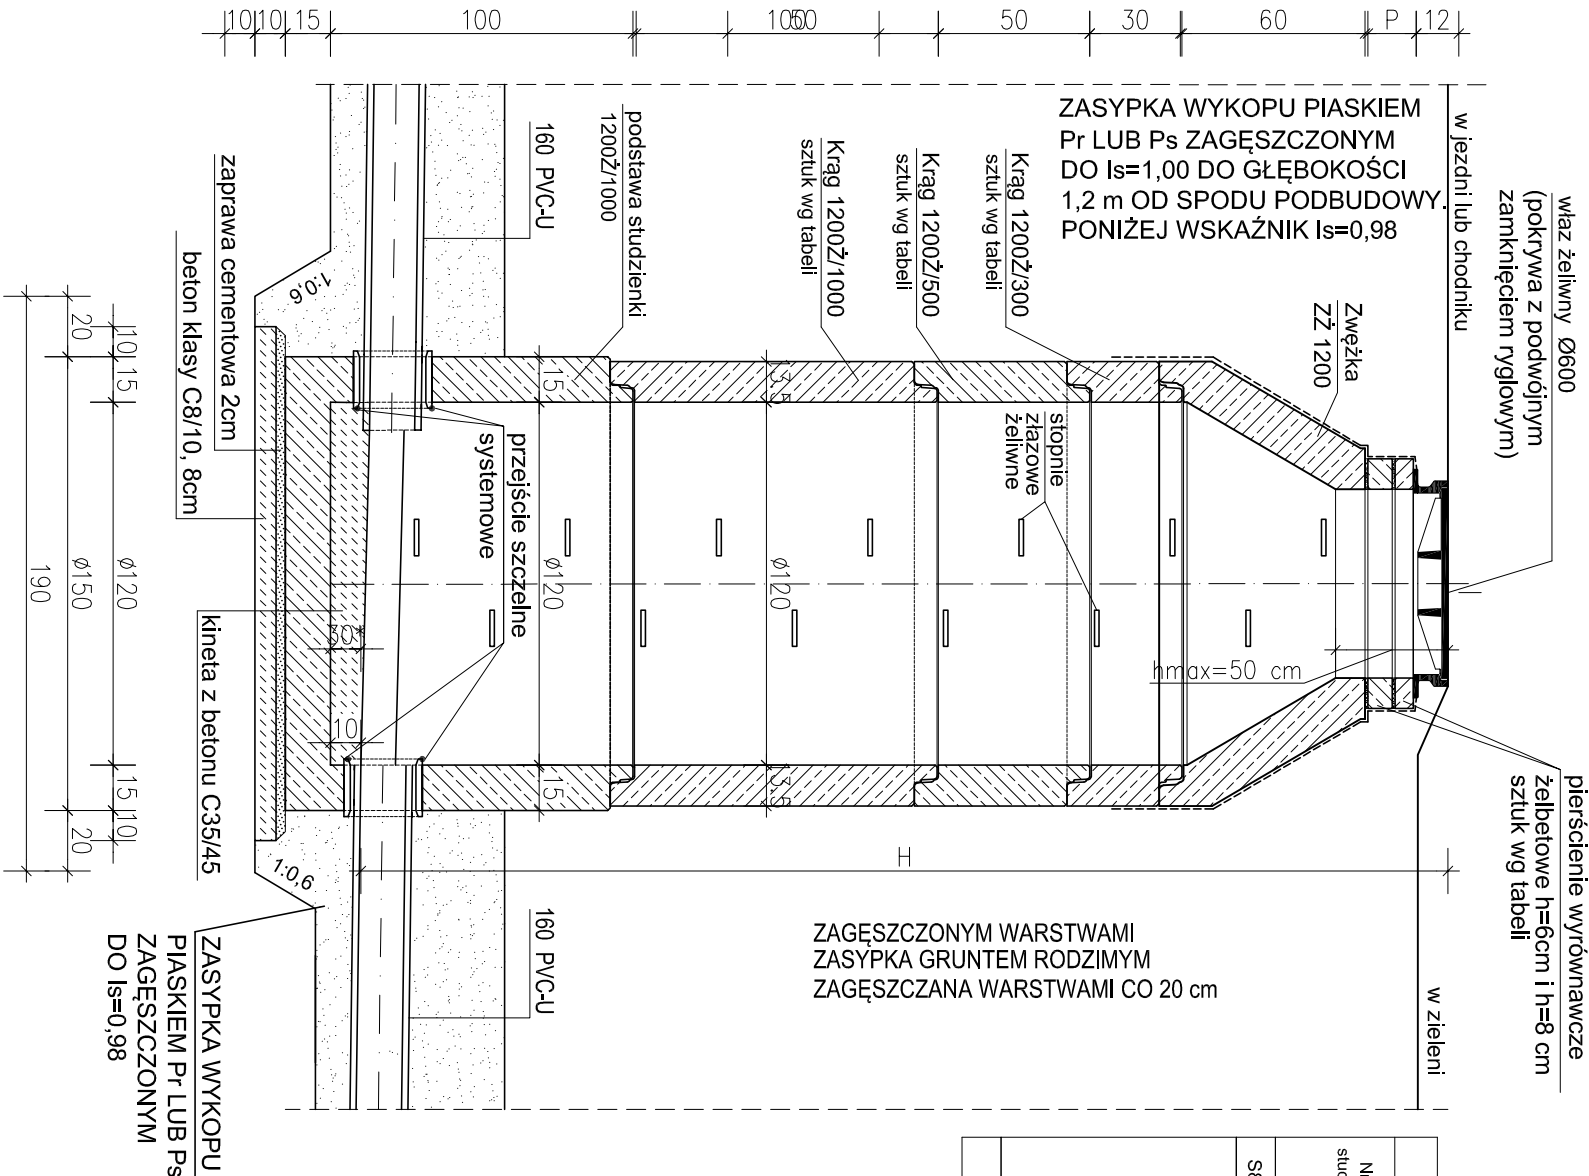 10
10
15
100
100
50
50
30
60
P
12
ZASYPKA WYKOPU PIASKIEM
Pr LUB Ps ZAGĘSZCZONYM
DO Is=1,00 DO GŁĘBOKOŚCI
1,2 m OD SPODU PODBUDOWY.
PONIŻEJ WSKAŹNIK Is=0,98
w jezdni lub chodniku
właz żeliwny Ø600
(pokrywa z podwójnym
zamknięciem ryglowym)
Zwężka
ZŻ 1200
Krąg 1200Ż/300
sztuk wg tabeli
Krąg 1200Ż/500
sztuk wg tabeli
Krąg 1200Ż/1000
sztuk wg tabeli
podstawa studzienki
1200Ż/1000
160 PVC-U
zaprawa cementowa 2cm
beton klasy C8/10, 8cm
1:0,6
stopnie
złazowe
żeliwne
przejście szczelne
systemowe
15
13.5
Ø120
Ø120
15
13.5
30*
10
hmax=50 cm
20
10
15
Ø120
Ø150
190
15
10
20
kineta z betonu C35/45
1:0,6
H
pierścienie wyrównawcze
żelbetowe h=6cm i h=8 cm
sztuk wg tabeli
w zieleni
160 PVC-U
ZAGĘSZCZONYM WARSTWAMI
ZASYPKA GRUNTEM RODZIMYM
ZAGĘSZCZANA WARSTWAMI CO 20 cm
ZASYPKA WYKOPU
PIASKIEM Pr LUB Ps
ZAGĘSZCZONYM
DO Is=0,98